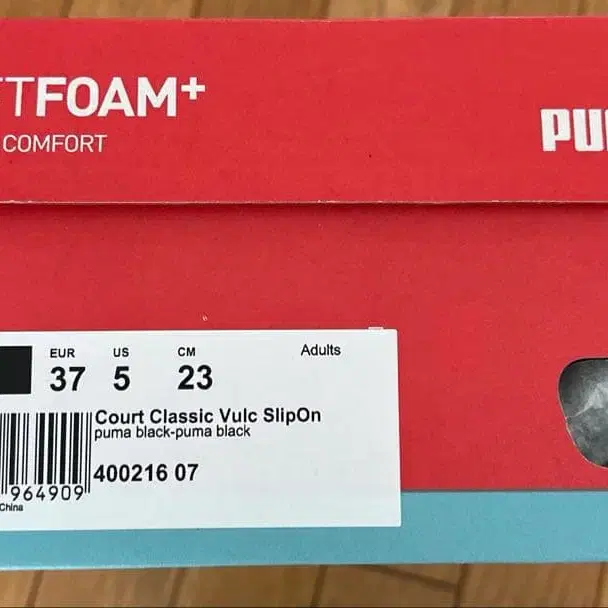 TFOAM+
COMFORT
PU
EUR US CM Adults
37 5 23
Court Classic Vulc SlipOn
puma black-puma black
400216 07
964909
China